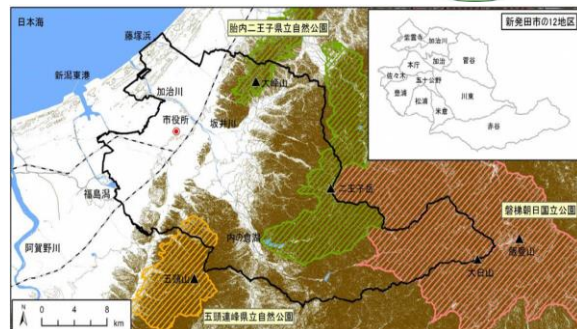 日本海
藤塚浜
胎内二王子県立自然公園
新発田市の12地区
紫雲寺
加治川
本庁
加治
菅谷
佐々木
五十公野
豊浦
松浦
米倉
川東
赤谷
新潟東港
加治川
大峰山
市役所
坂井川
福島潟
二王子岳
磐梯朝日国立公園
阿賀野川
内の倉湖
飯豊山
大日山
五頭山
五頭連峰県立自然公園
N
0
2
4
8
km